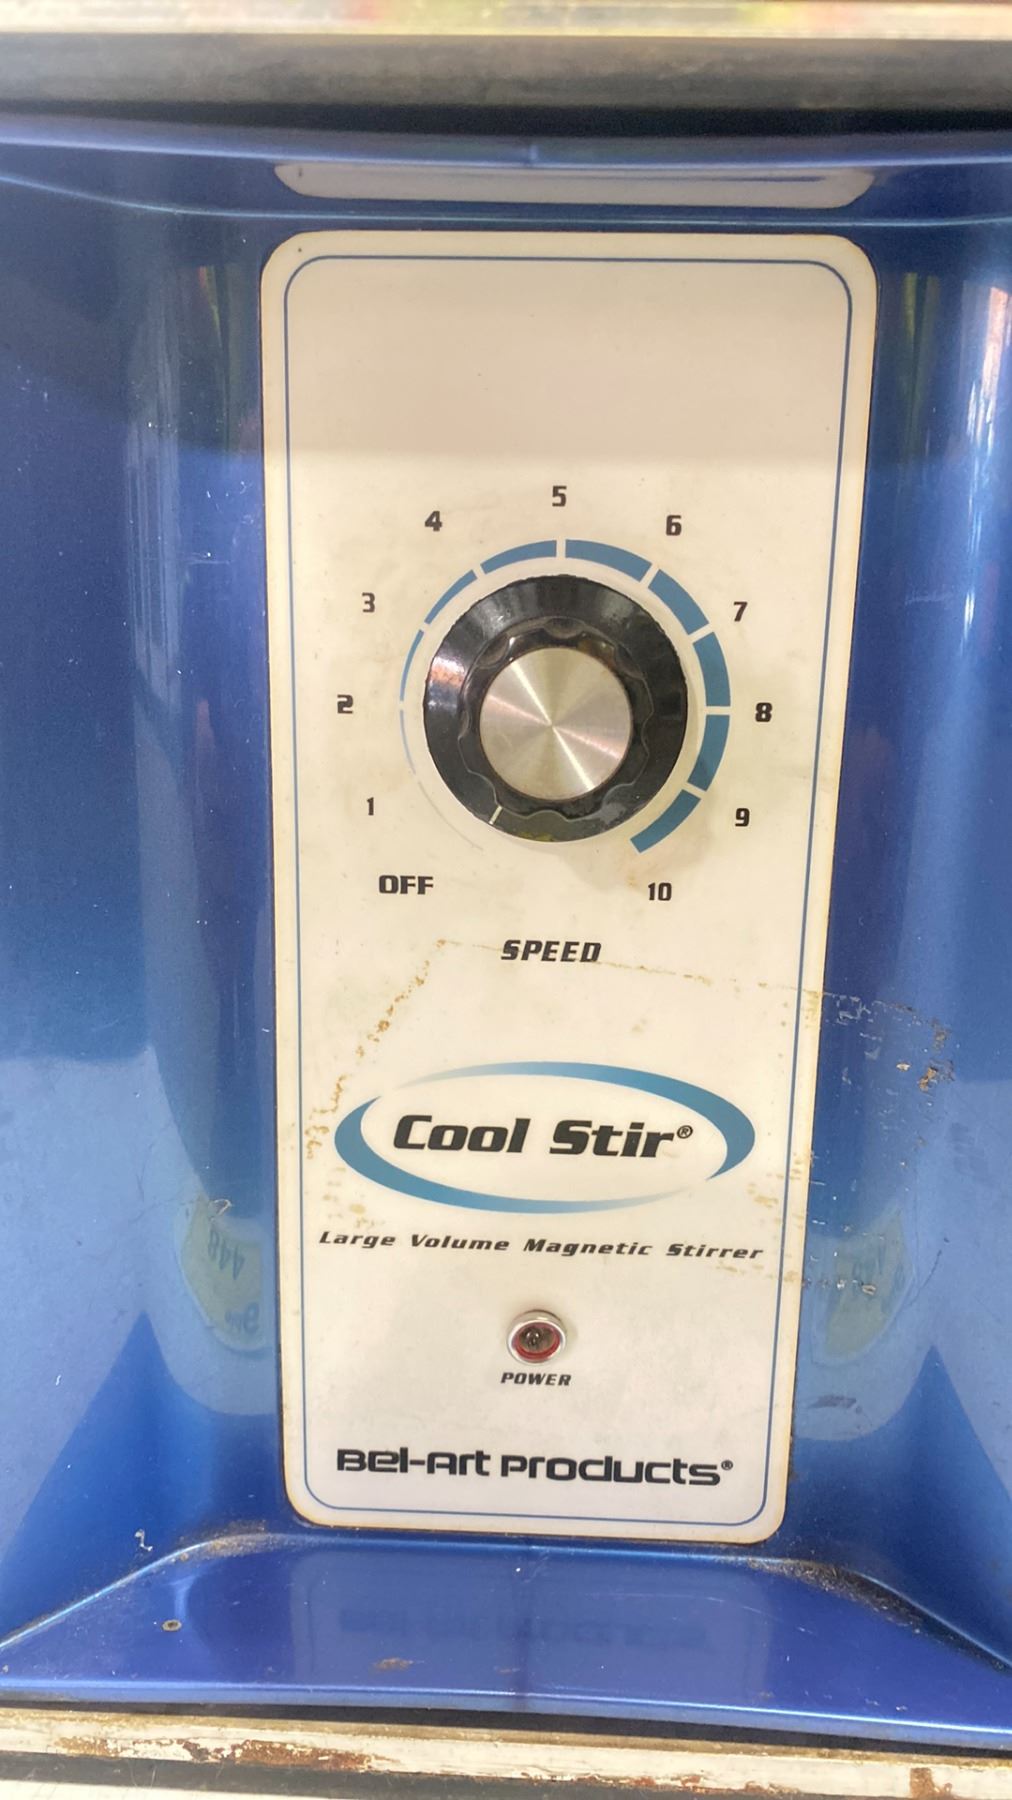 5
4
6
3
7
2
8
1
9
OFF
10
SPEED
Cool Stir®
Large Volume Magnetic Stirrer
POWER
Bel-Art Products®